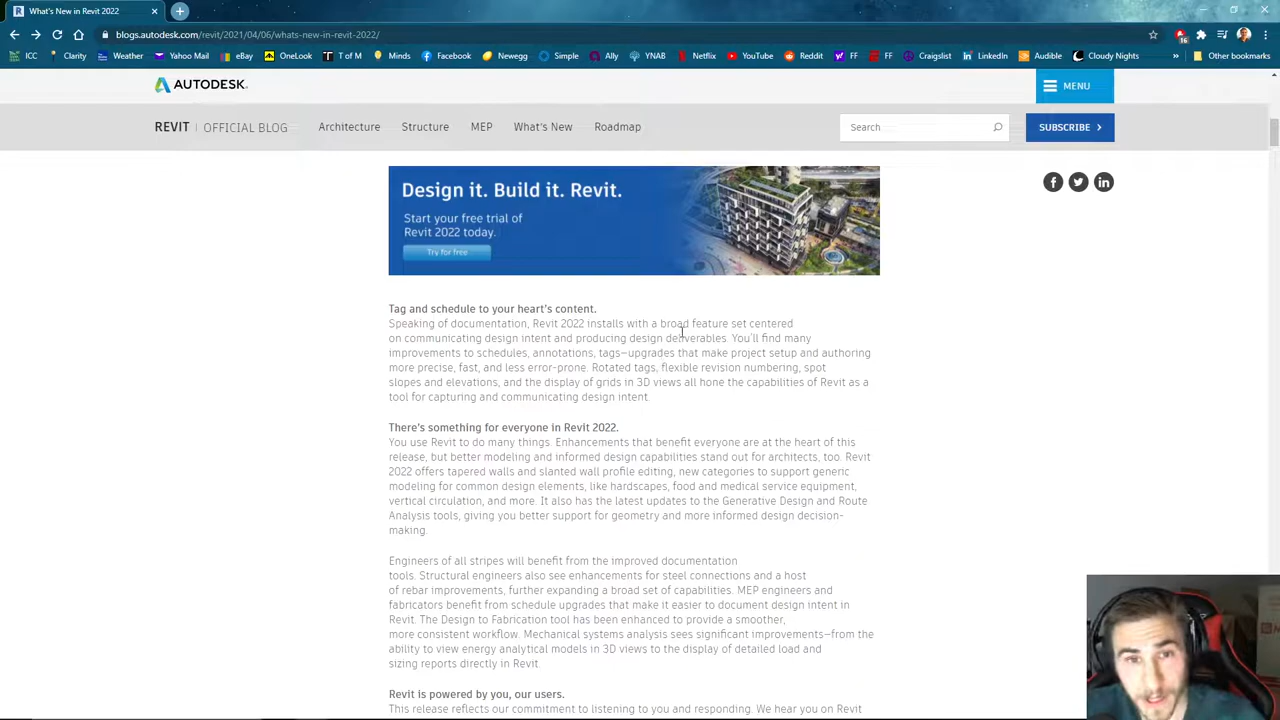 What's New in Revit 2022
blogs.autodesk.com/revit/2021/04/06/whats-new-in-revit-2022/
ICC Clarity Weather Yahoo Mail eBay OneLook T of M Minds Facebook Newegg Simple Ally YNAB Netflix YouTube Reddit FF FF Craigslist LinkedIn Audible Cloudy Nights » Other bookmarks
AUTODESK.
MENU
REVIT | OFFICIAL BLOG Architecture Structure MEP What's New Roadmap Search SUBSCRIBE
Design it. Build it. Revit.
Start your free trial of
Revit 2022 today.
Try for free
Tag and schedule to your heart's content.
Speaking of documentation, Revit 2022 installs with a broad feature set centered
on communicating design intent and producing design deliverables. You'll find many
improvements to schedules, annotations, tags—upgrades that make project setup and authoring
more precise, fast, and less error-prone. Rotated tags, flexible revision numbering, spot
slopes and elevations, and the display of grids in 3D views all hone the capabilities of Revit as a
tool for capturing and communicating design intent.
There's something for everyone in Revit 2022.
You use Revit to do many things. Enhancements that benefit everyone are at the heart of this
release, but better modeling and informed design capabilities stand out for architects, too. Revit
2022 offers tapered walls and slanted wall profile editing, new categories to support generic
modeling for common design elements, like hardscapes, food and medical service equipment,
vertical circulation, and more. It also has the latest updates to the Generative Design and Route
Analysis tools, giving you better support for geometry and more informed design decision-
making.
Engineers of all stripes will benefit from the improved documentation
tools. Structural engineers also see enhancements for steel connections and a host
of rebar improvements, further expanding a broad set of capabilities. MEP engineers and
fabricators benefit from schedule upgrades that make it easier to document design intent in
Revit. The Design to Fabrication tool has been enhanced to provide a smoother,
more consistent workflow. Mechanical systems analysis sees significant improvements—from the
ability to view energy analytical models in 3D views to the display of detailed load and
sizing reports directly in Revit.
Revit is powered by you, our users.
This release reflects our commitment to listening to you and responding. We hear you on Revit